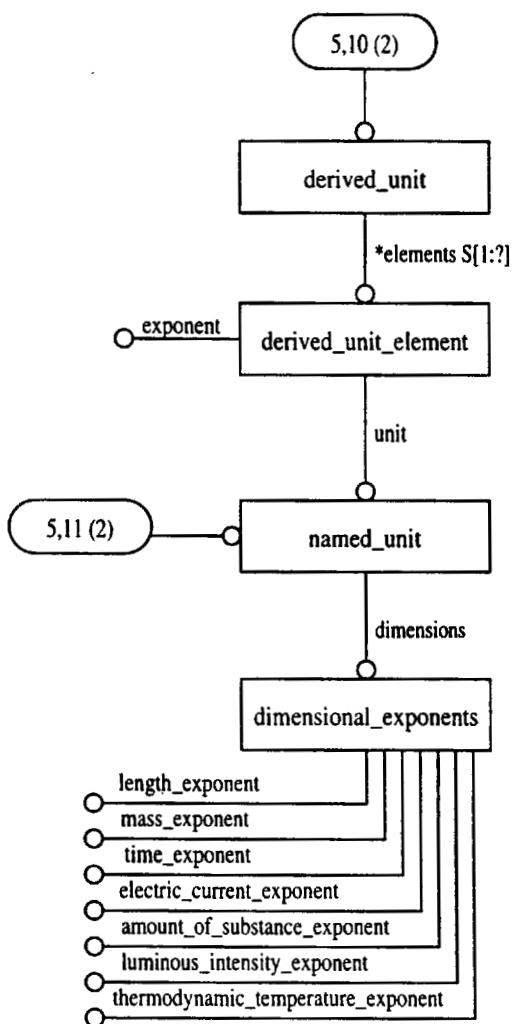 5,10 (2)
derived_unit
*elements S[1:?]
exponent
derived_unit_element
unit
5,11 (2)
named_unit
dimensions
dimensional_exponents
length_exponent
mass_exponent
time_exponent
electric_current_exponent
amount_of_substance_exponent
luminous_intensity_exponent
thermodynamic_temperature_exponent